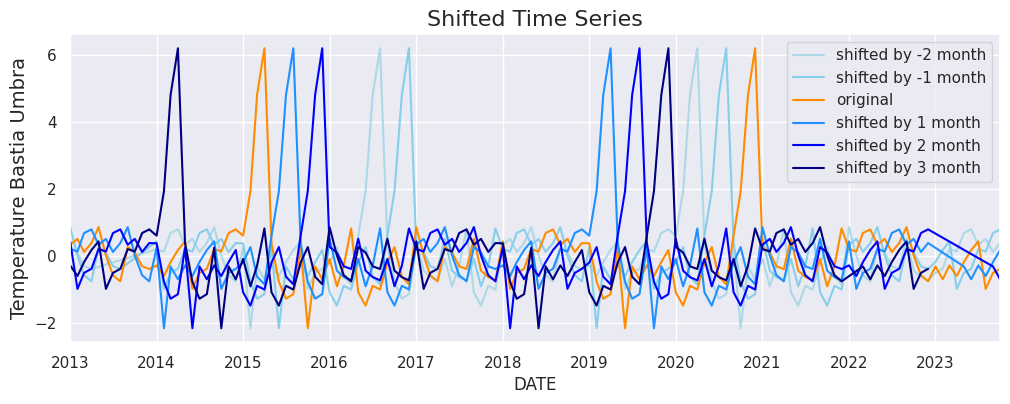 Shifted Time Series
Temperature Bastia Umbra
6
4
2
0
−2
shifted by -2 month
shifted by -1 month
original
shifted by 1 month
shifted by 2 month
shifted by 3 month
2013 2014 2015 2016 2017 2018 2019 2020 2021 2022 2023
DATE